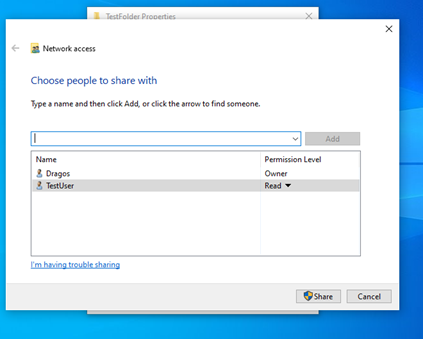 TestFolder Properties
Network access
Choose people to share with
Type a name and then click Add, or click the arrow to find someone.
Add
Name Permission Level
Dragos Owner
TestUser Read
I'm having trouble sharing
Share Cancel